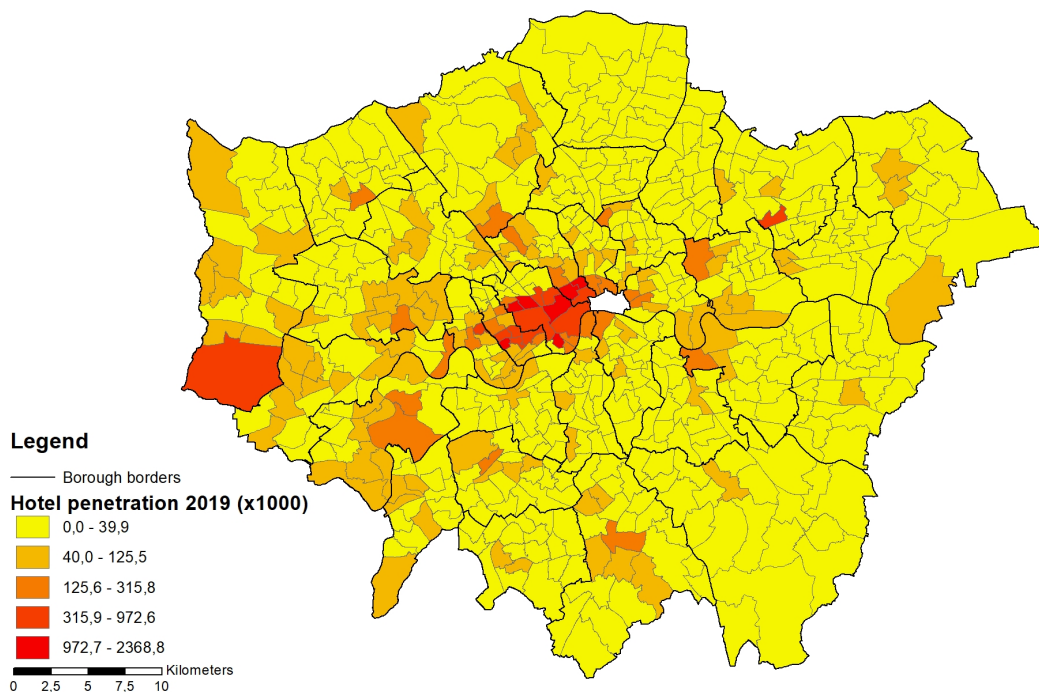 Legend
Borough borders
Hotel penetration 2019 (x1000)
0,0 - 39,9
40,0 - 125,5
125,6 - 315,8
315,9 - 972,6
972,7 - 2368,8
Kilometers
0 2,5 5 7,5 10